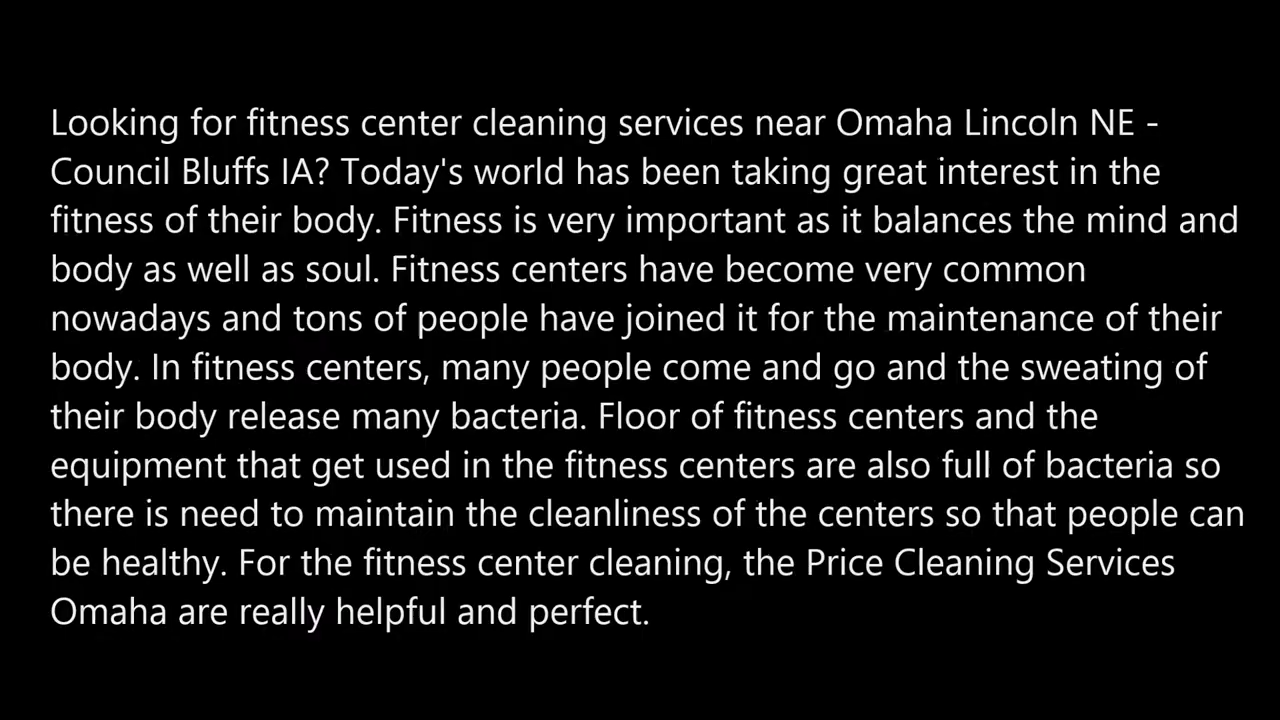 Looking for fitness center cleaning services near Omaha Lincoln NE -
Council Bluffs IA? Today's world has been taking great interest in the
fitness of their body. Fitness is very important as it balances the mind and
body as well as soul. Fitness centers have become very common
nowadays and tons of people have joined it for the maintenance of their
body. In fitness centers, many people come and go and the sweating of
their body release many bacteria. Floor of fitness centers and the
equipment that get used in the fitness centers are also full of bacteria so
there is need to maintain the cleanliness of the centers so that people can
be healthy. For the fitness center cleaning, the Price Cleaning Services
Omaha are really helpful and perfect.